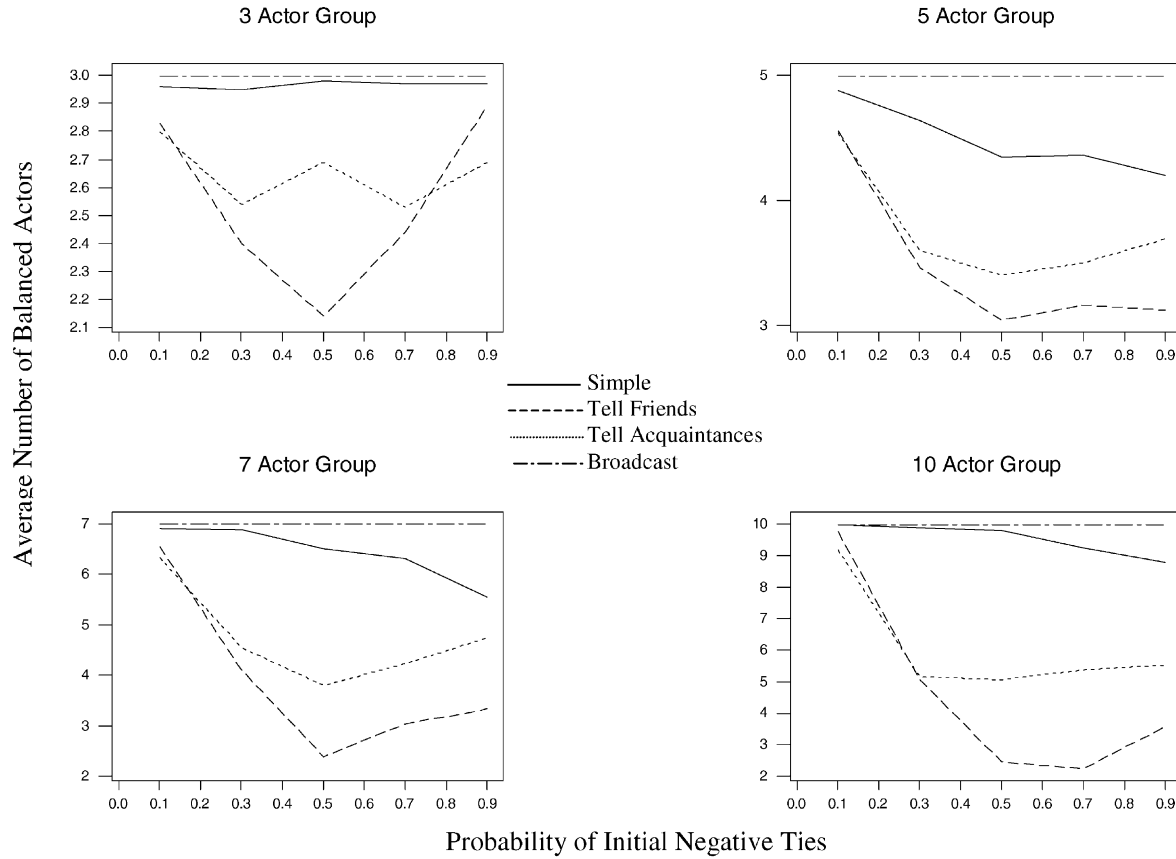 3 Actor Group
5 Actor Group
Average Number of Balanced Actors
3.0
2.9
2.8
2.7
2.6
2.5
2.4
2.3
2.2
2.1
0.0 0.1 0.2 0.3 0.4 0.5 0.6 0.7 0.8 0.9
5
4
3
0.0 0.1 0.2 0.3 0.4 0.5 0.6 0.7 0.8 0.9
Simple
Tell Friends
Tell Acquaintances
Broadcast
7 Actor Group
10 Actor Group
7
6
5
4
3
2
0.0 0.1 0.2 0.3 0.4 0.5 0.6 0.7 0.8 0.9
10
9
8
7
6
5
4
3
2
0.0 0.1 0.2 0.3 0.4 0.5 0.6 0.7 0.8 0.9
Probability of Initial Negative Ties